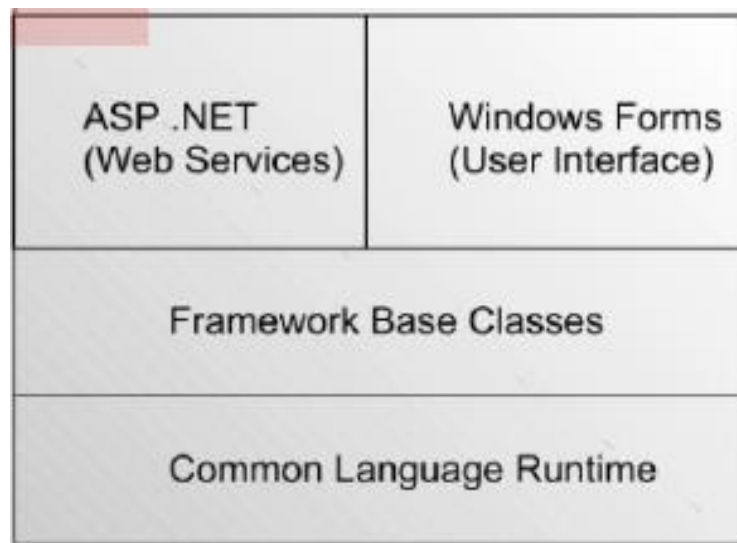 ASP .NET
(Web Services)
Windows Forms
(User Interface)
Framework Base Classes
Common Language Runtime